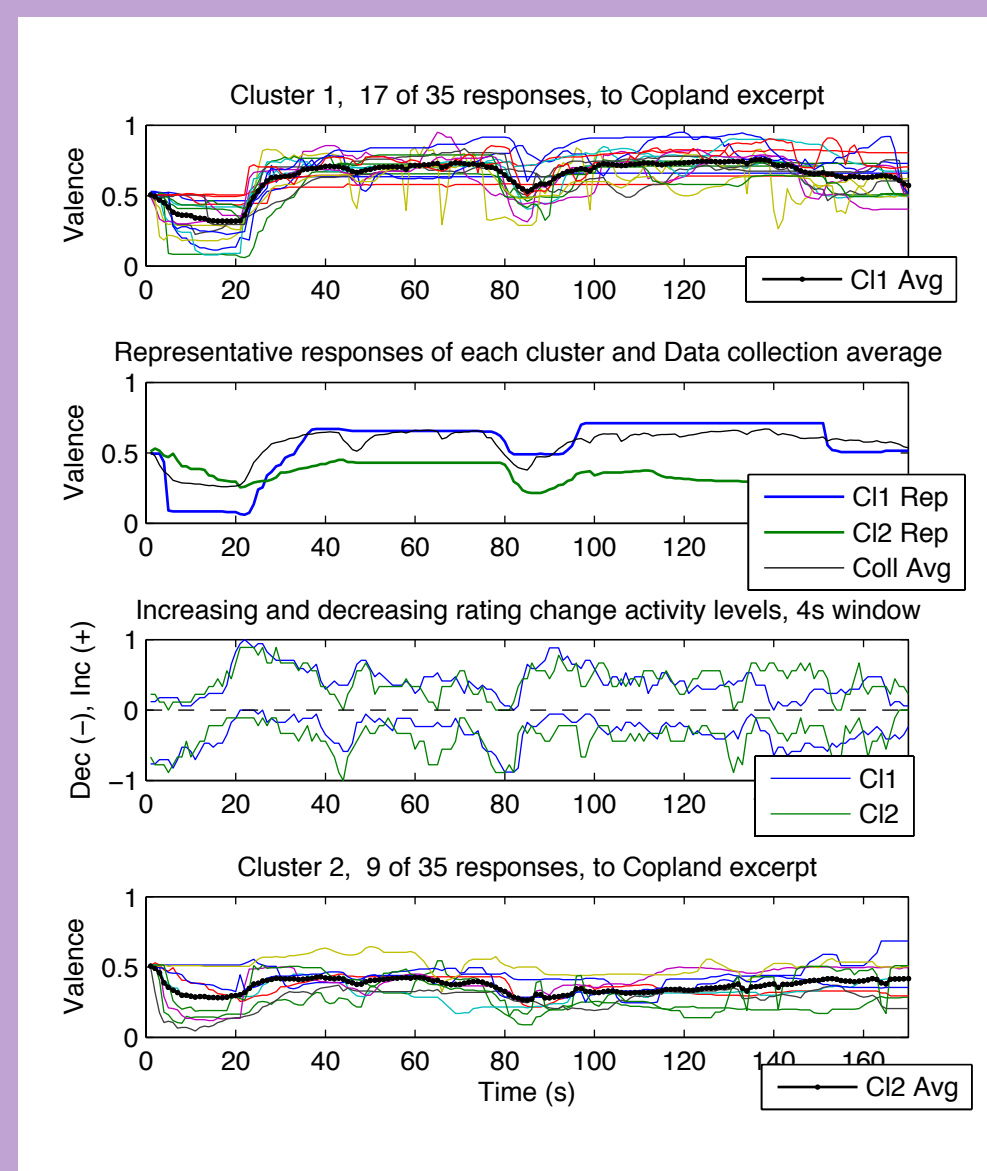 Cluster 1, 17 of 35 responses, to Copland excerpt
1
0.5
0
Valence
0 20 40 60 80 100 120
Cl1 Avg
Representative responses of each cluster and Data collection average
1
0.5
0
Valence
0 20 40 60 80 100 120
Cl1 Rep
Cl2 Rep
Coll Avg
Increasing and decreasing rating change activity levels, 4s window
1
0
−1
Dec (−), Inc (+)
0 20 40 60 80 100 120
Cl1
Cl2
Cluster 2, 9 of 35 responses, to Copland excerpt
1
0.5
0
Valence
0 20 40 60 80 100 120 140 160
Time (s)
Cl2 Avg